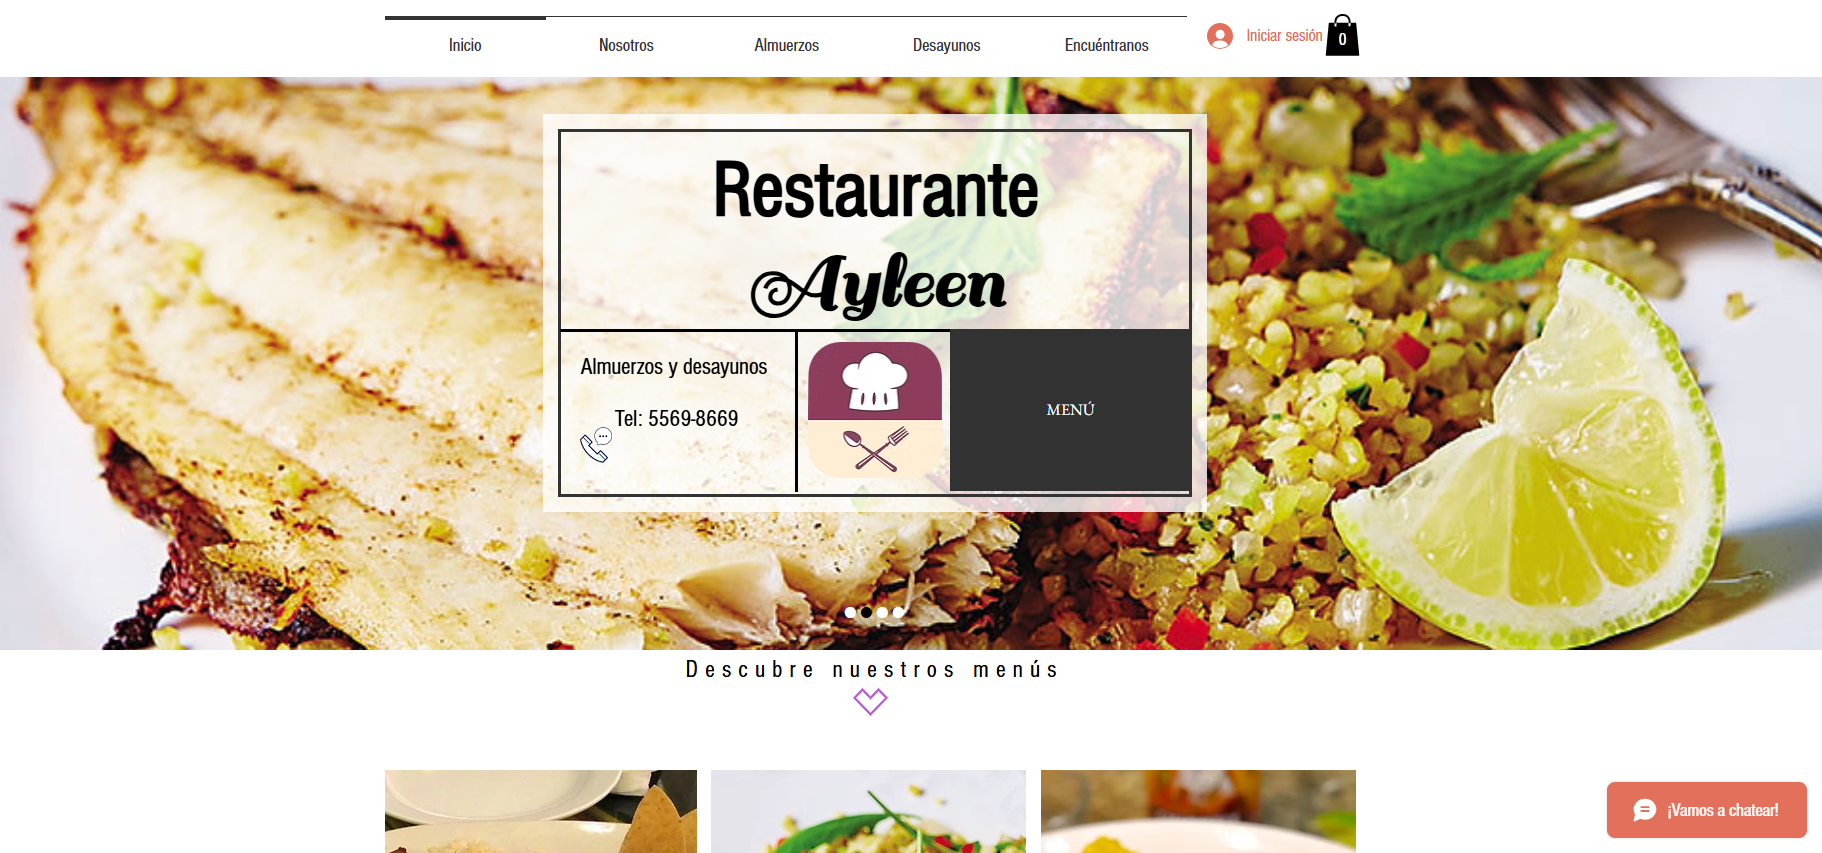 Inicio
Nosotros
Almuerzos
Desayunos
Encuéntranos
Iniciar sesión
0
Restaurante
Ayleen
Almuerzos y desayunos
Tel: 5569-8669
MENÚ
Descubre nuestros menús
¡Vamos a chatear!